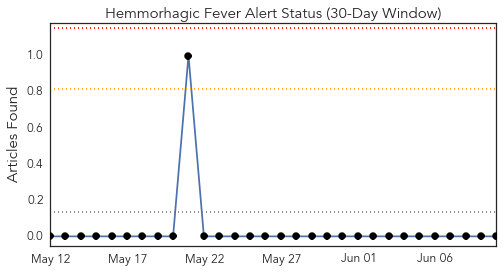 Hemmorhagic Fever Alert Status (30-Day Window)
Articles Found
1.0
0.8
0.6
0.4
0.2
0.0
May 12 May 17 May 22 May 27 Jun 01 Jun 06